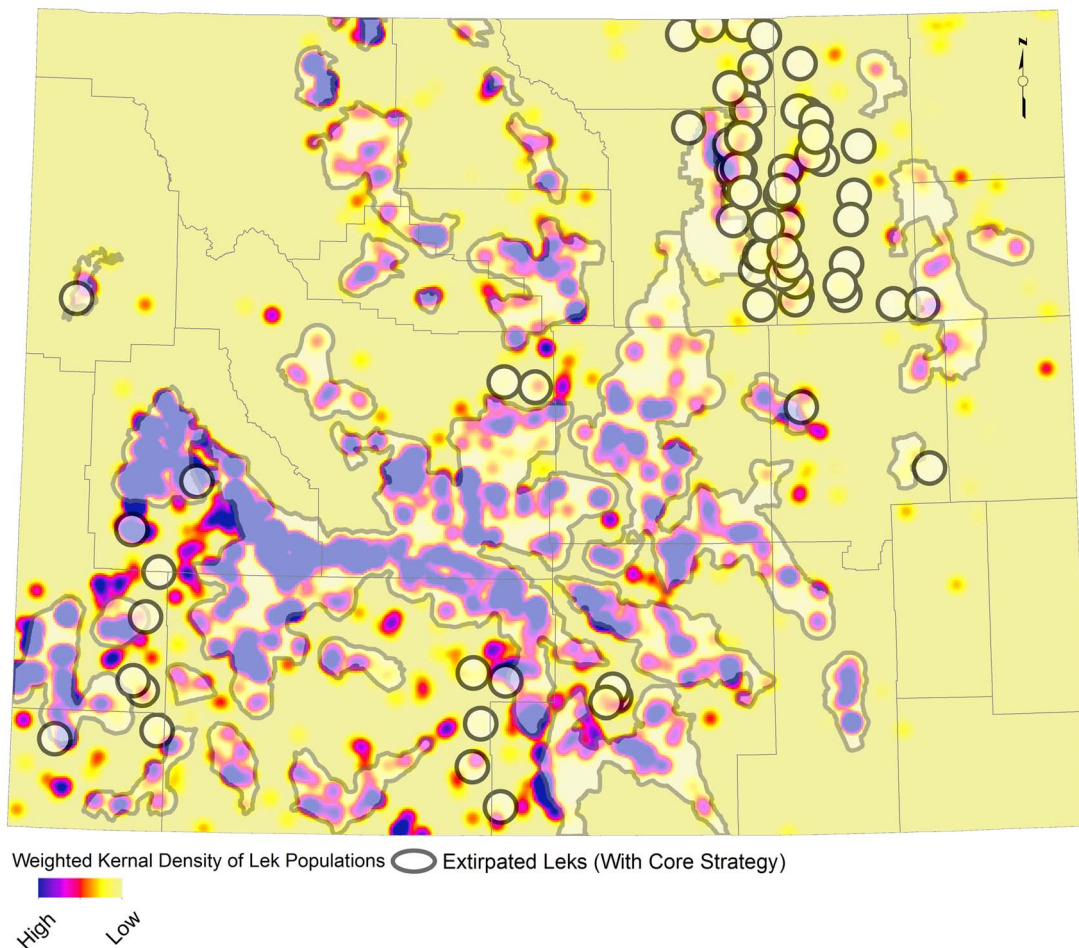 N
Weighted Kernal Density of Lek Populations Extirpated Leks (With Core Strategy)
High Low